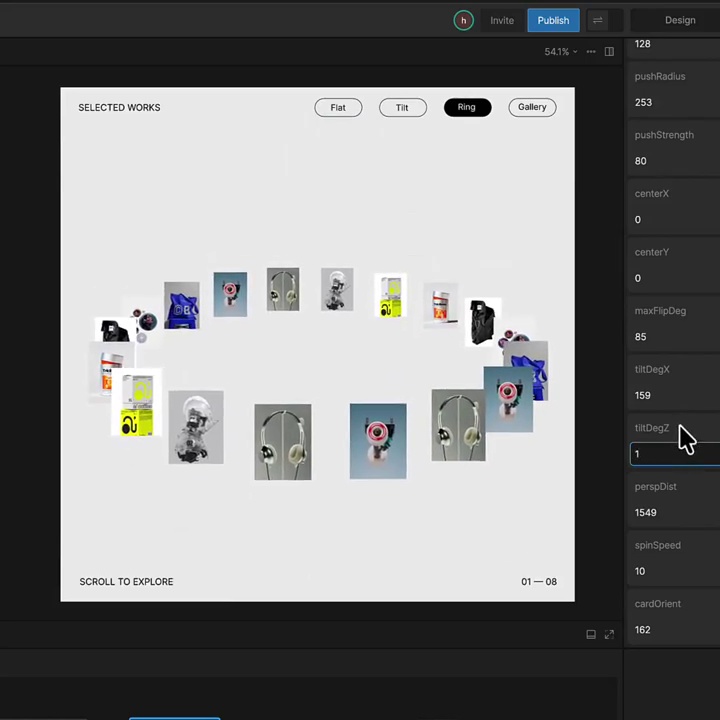 h
Invite
Publish
Design
54.1%
128
pushRadius
253
pushStrength
80
centerX
0
centerY
0
maxFlipDeg
85
tiltDegX
159
tiltDegZ
1
perspDist
1549
spinSpeed
10
cardOrient
162
SELECTED WORKS
Flat
Tilt
Ring
Gallery
DB
SCROLL TO EXPLORE
01 — 08